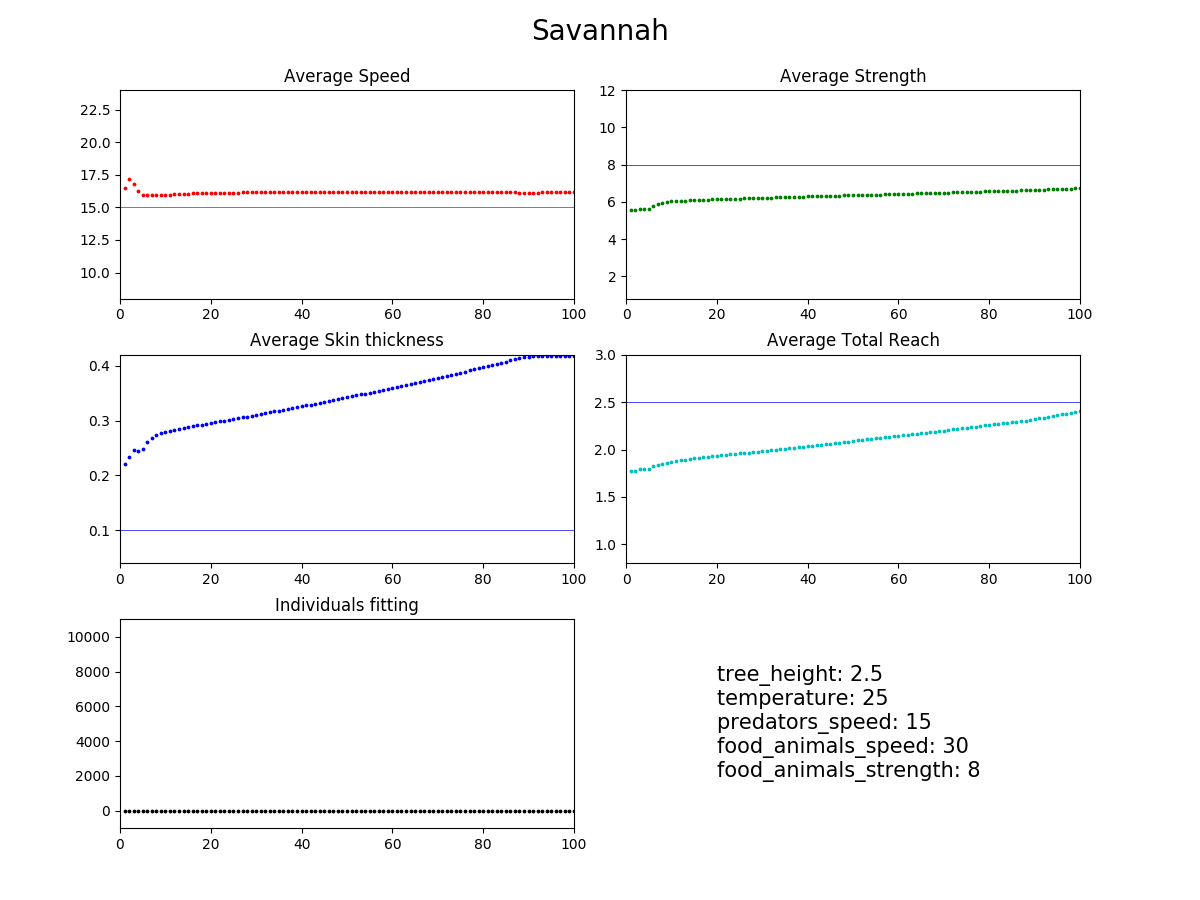 Savannah
Average Speed
22.5
20.0
17.5
15.0
12.5
10.0
0 20 40 60 80 100
Average Strength
12
10
8
6
4
2
0 20 40 60 80 100
Average Skin thickness
0.4
0.3
0.2
0.1
0 20 40 60 80 100
Average Total Reach
3.0
2.5
2.0
1.5
1.0
0 20 40 60 80 100
Individuals fitting
10000
8000
6000
4000
2000
0
0 20 40 60 80 100
tree_height: 2.5
temperature: 25
predators_speed: 15
food_animals_speed: 30
food_animals_strength: 8